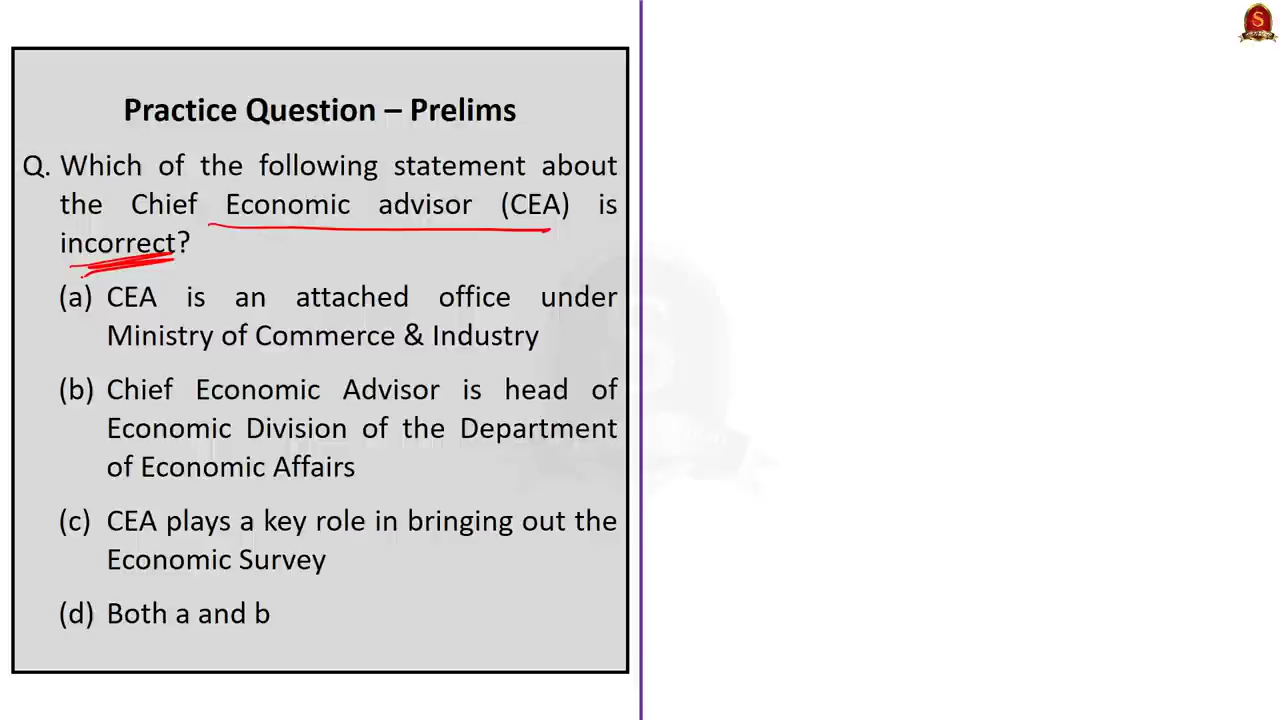 Practice Question – Prelims
Q. Which of the following statement about
the Chief Economic advisor (CEA) is
incorrect?
(a) CEA is an attached office under
Ministry of Commerce & Industry
(b) Chief Economic Advisor is head of
Economic Division of the Department
of Economic Affairs
(c) CEA plays a key role in bringing out the
Economic Survey
(d) Both a and b
S